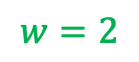 w = 2